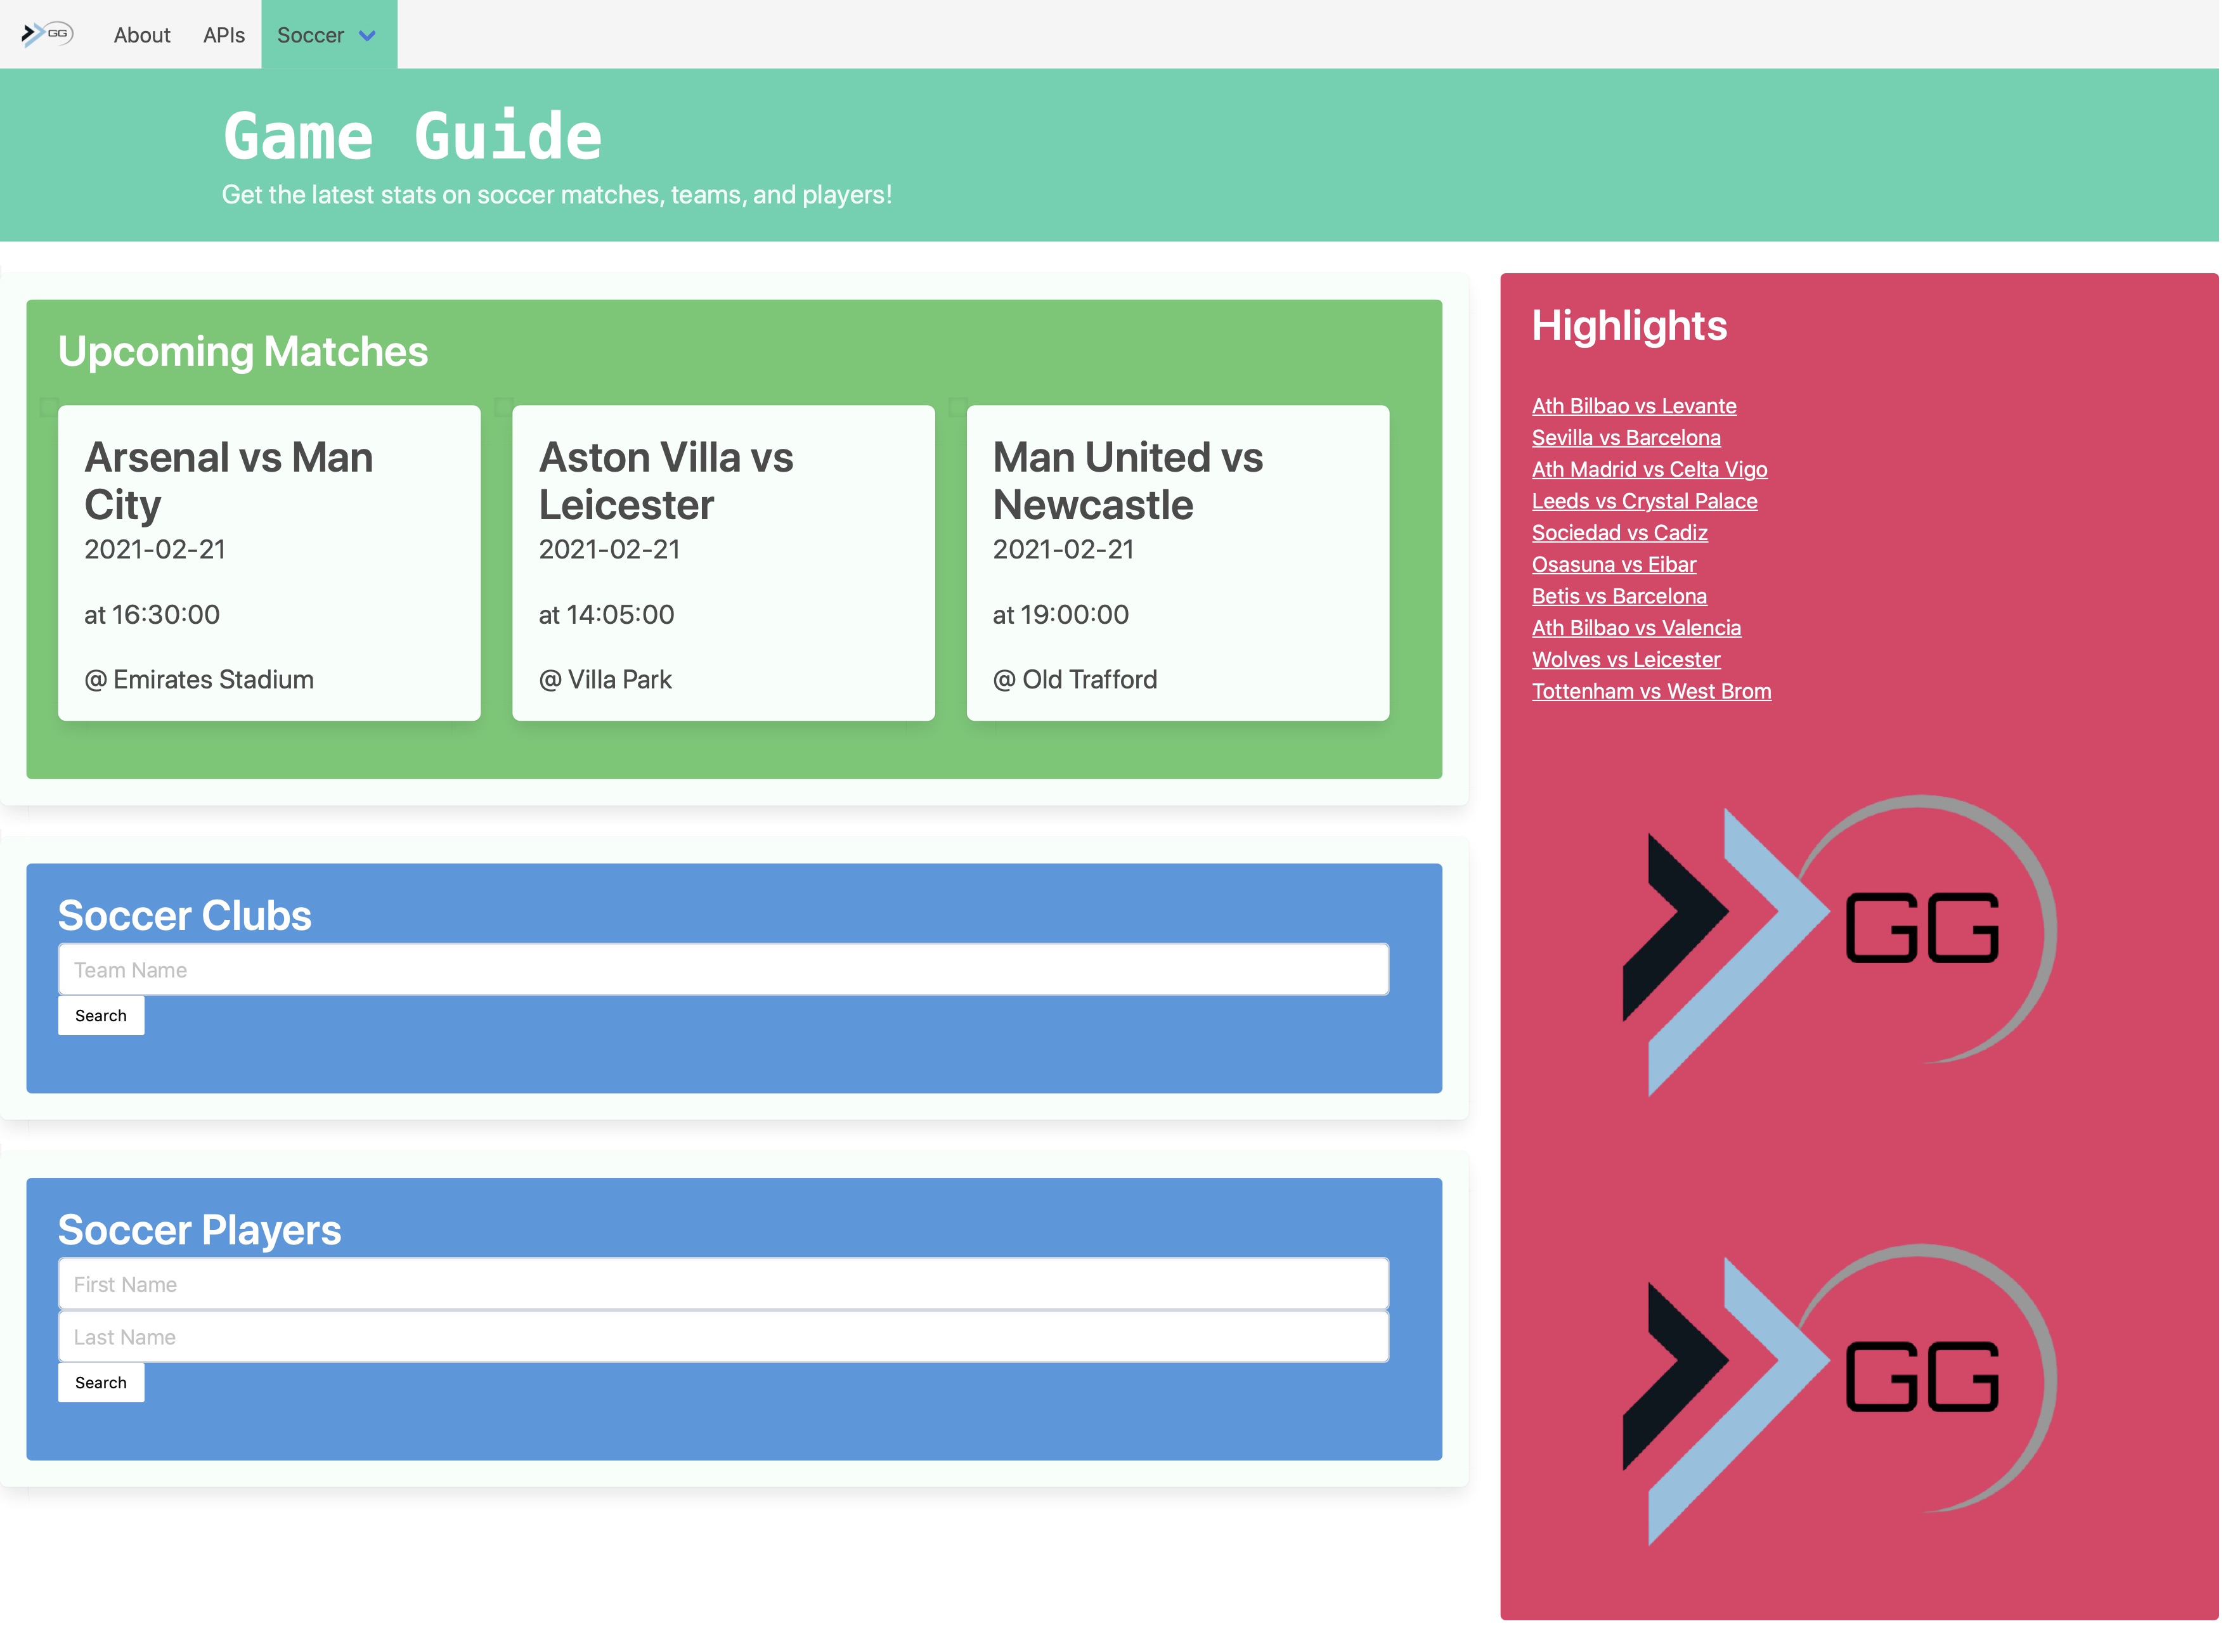 GG
About
APIs
Soccer
Game Guide
Get the latest stats on soccer matches, teams, and players!
Upcoming Matches
Arsenal vs Man
City
2021-02-21
at 16:30:00
@ Emirates Stadium
Aston Villa vs
Leicester
2021-02-21
at 14:05:00
@ Villa Park
Man United vs
Newcastle
2021-02-21
at 19:00:00
@ Old Trafford
Soccer Clubs
Team Name
Search
Soccer Players
First Name
Last Name
Search
Highlights
Ath Bilbao vs Levante
Sevilla vs Barcelona
Ath Madrid vs Celta Vigo
Leeds vs Crystal Palace
Sociedad vs Cadiz
Osasuna vs Eibar
Betis vs Barcelona
Ath Bilbao vs Valencia
Wolves vs Leicester
Tottenham vs West Brom
GG
GG